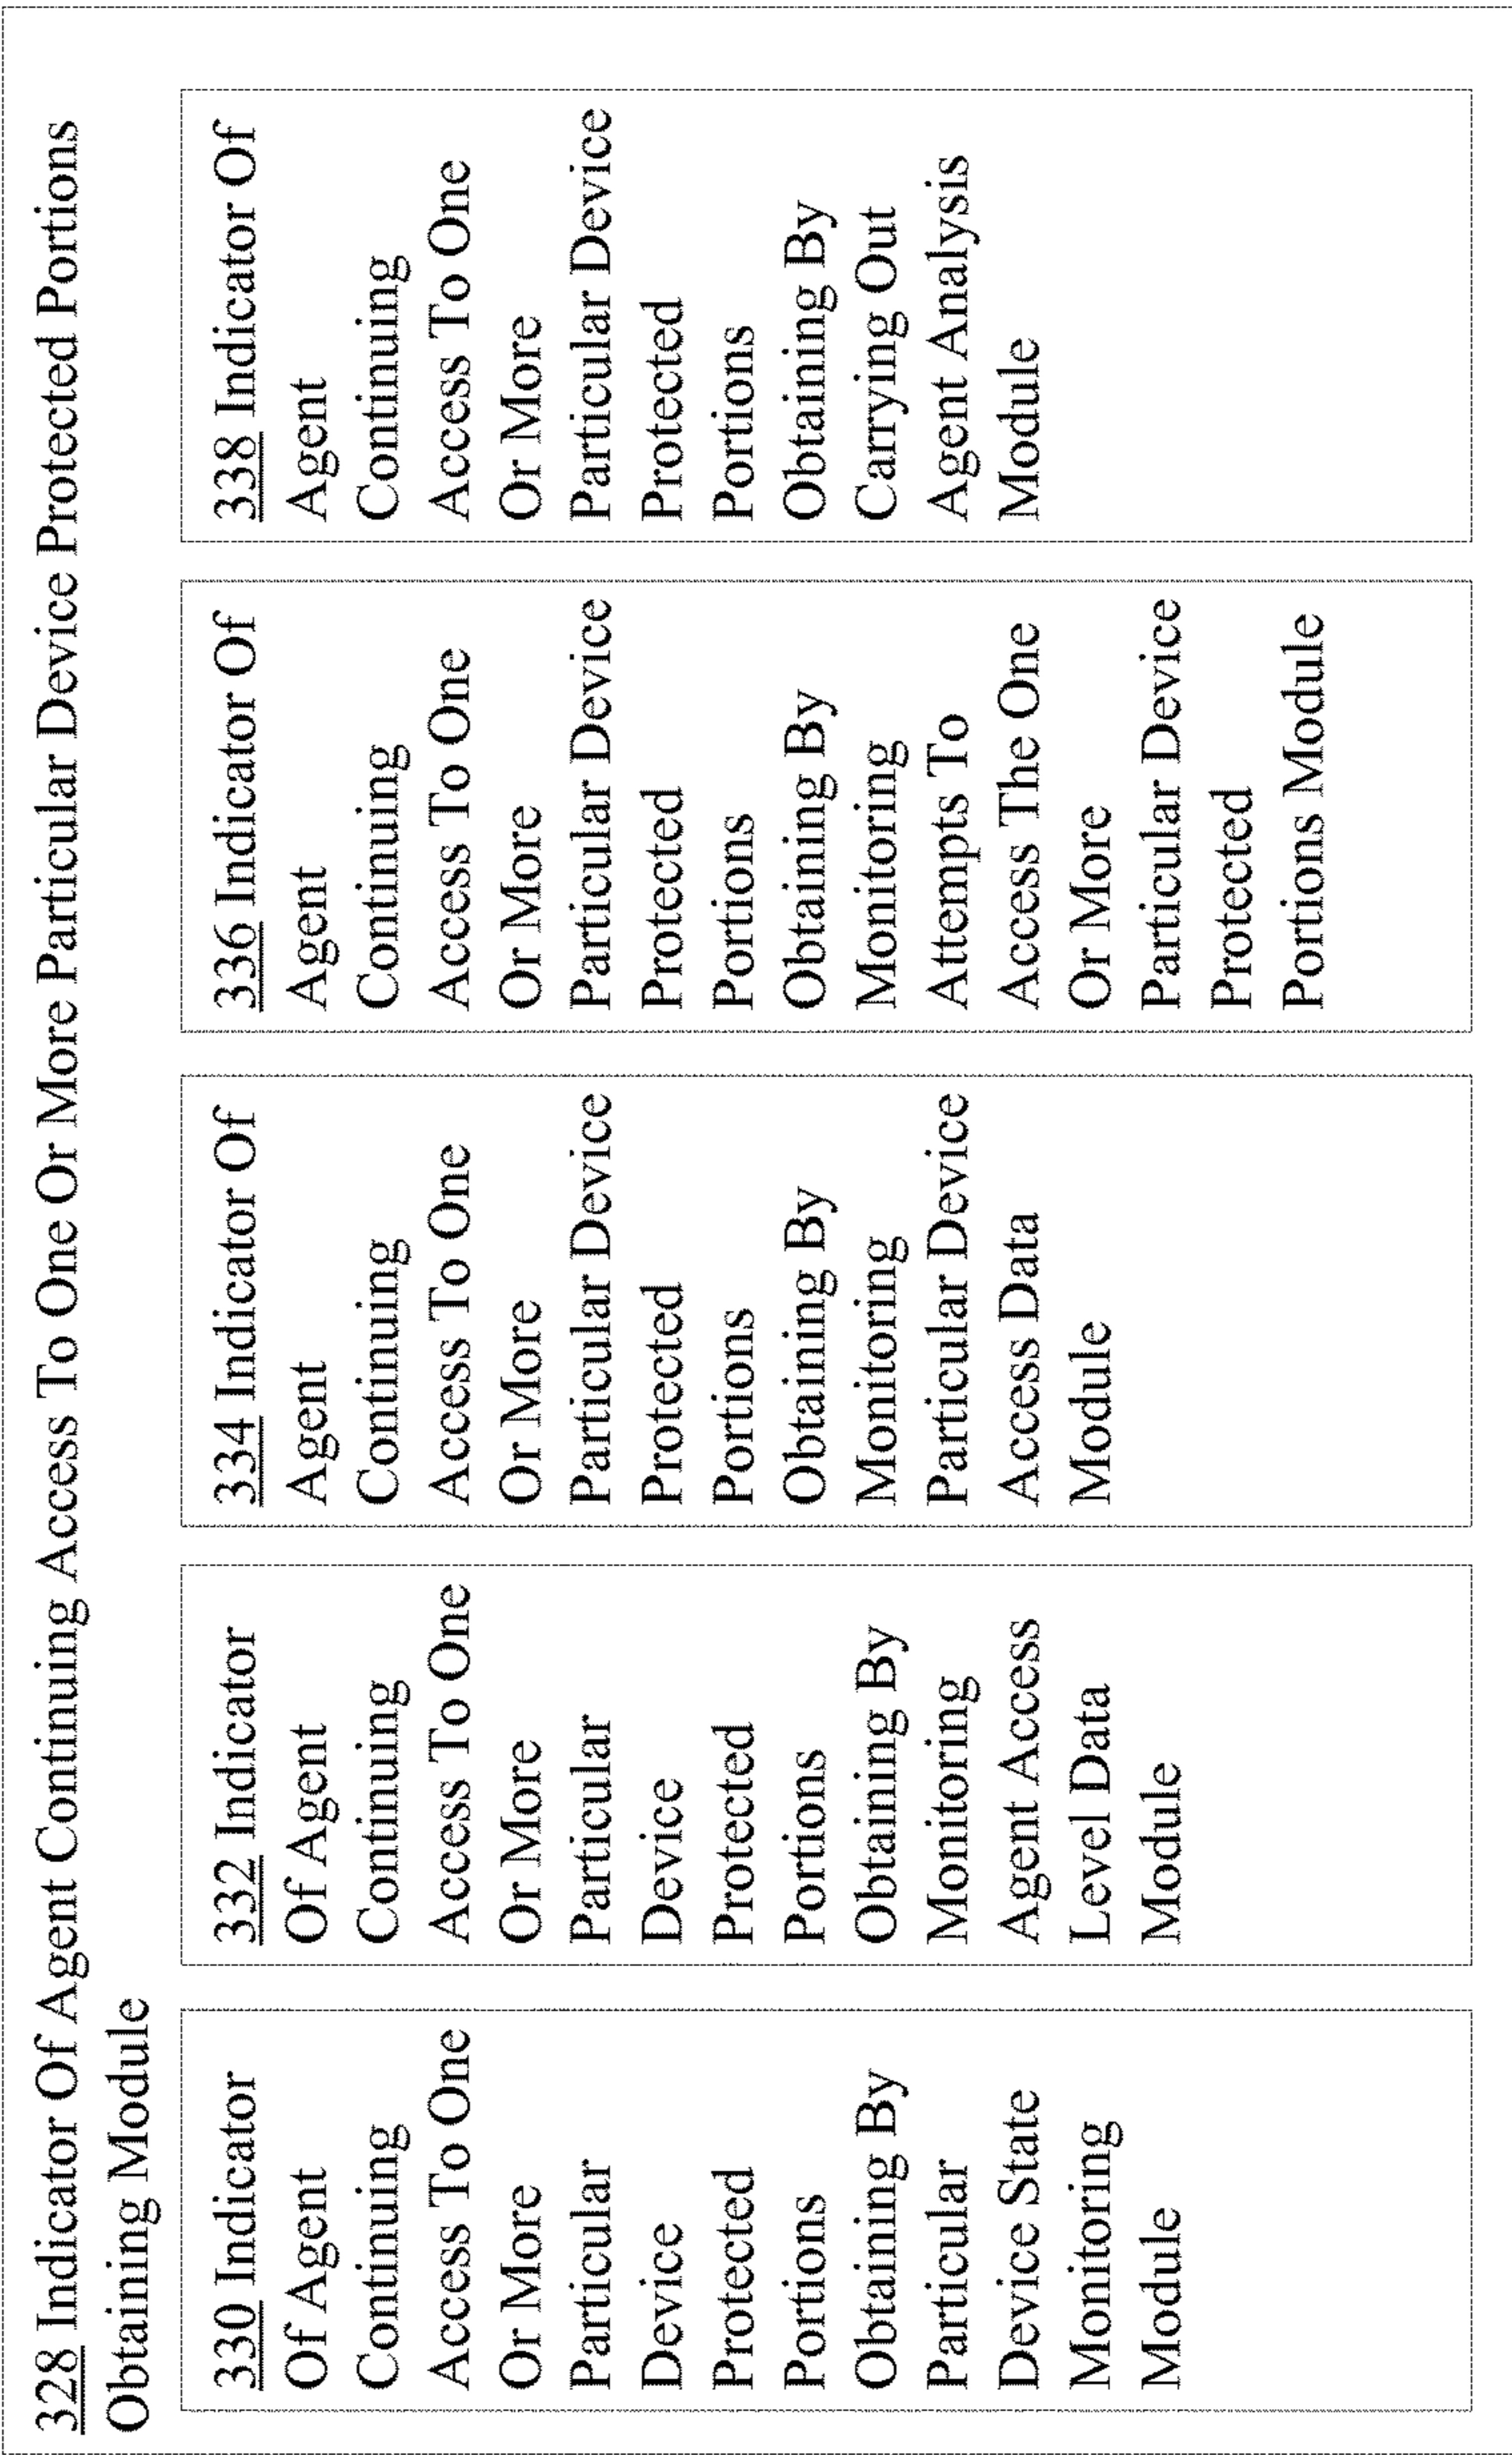 328 Indicator Of Agent Continuing Access To One Or More Particular Device Protected Portions
Obtaining Module
330 Indicator
Of Agent
Continuing
Access To One
Or More
Particular
Device
Protected
Portions
Obtaining By
Particular
Device State
Monitoring
Module
332 Indicator
Of Agent
Continuing
Access To One
Or More
Particular
Device
Protected
Portions
Obtaining By
Monitoring
Agent Access
Level Data
Module
334 Indicator Of
Agent
Continuing
Access To One
Or More
Particular Device
Protected
Portions
Obtaining By
Monitoring
Particular Device
Access Data
Module
336 Indicator Of
Agent
Continuing
Access To One
Or More
Particular Device
Protected
Portions
Obtaining By
Monitoring
Attempts To
Access The One
Or More
Particular Device
Protected
Portions Module
338 Indicator Of
Agent
Continuing
Access To One
Or More
Particular Device
Protected
Portions
Obtaining By
Carrying Out
Agent Analysis
Module